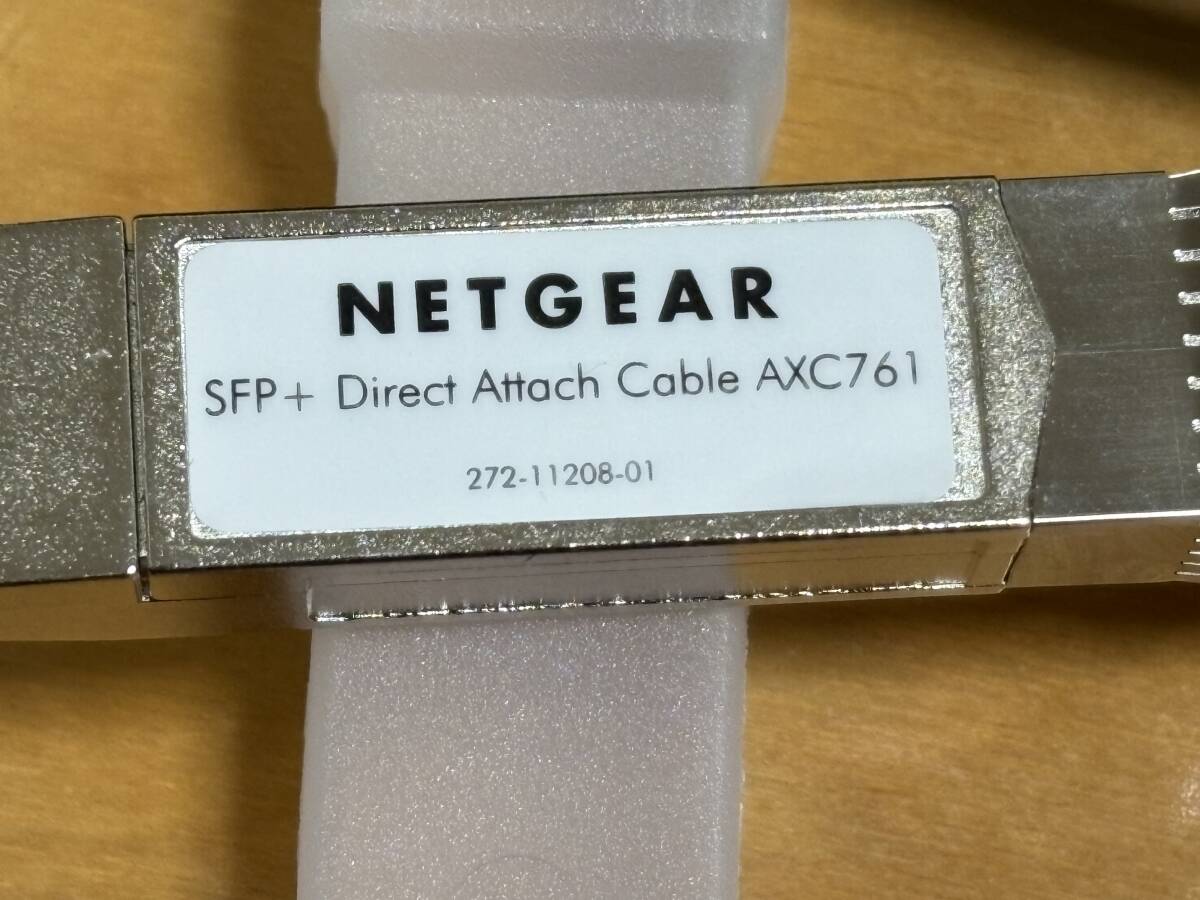 NETGEAR
SFP+ Direct Attach Cable AXC761
272-11208-01